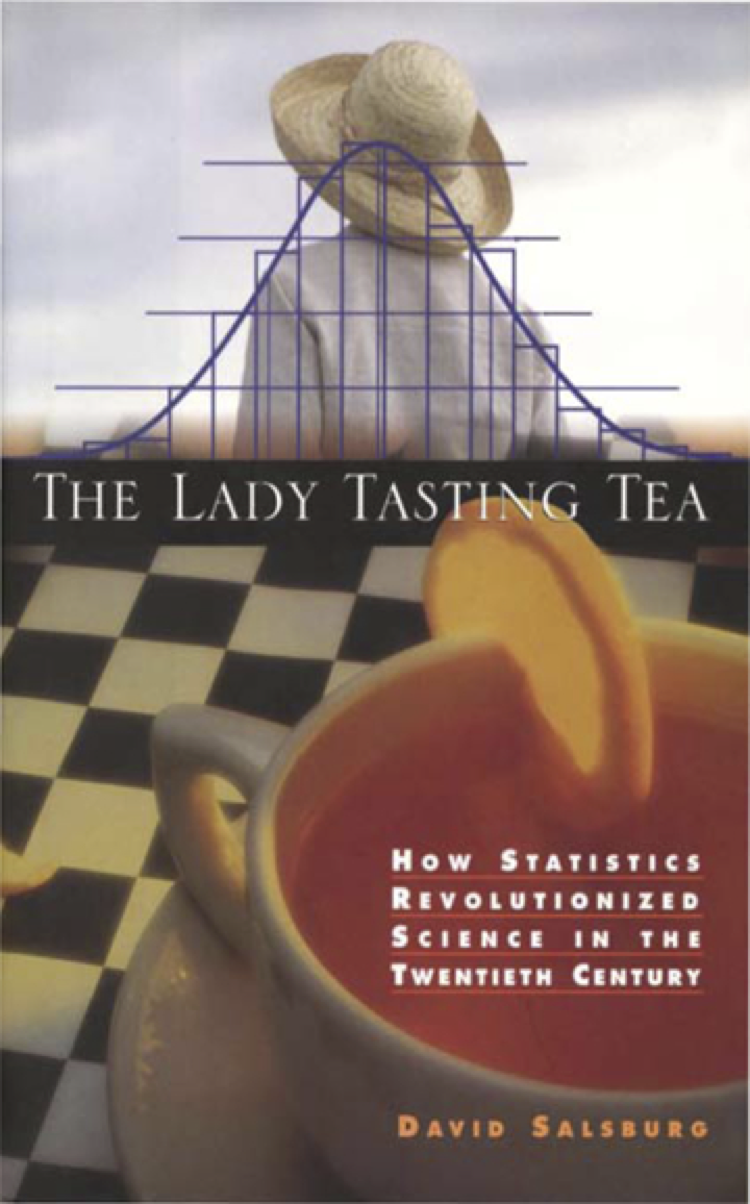 THE LADY TASTING TEA
HOW STATISTICS
REVOLUTIONIZED
SCIENCE IN THE
TWENTIETH CENTURY
DAVID SALSBURG